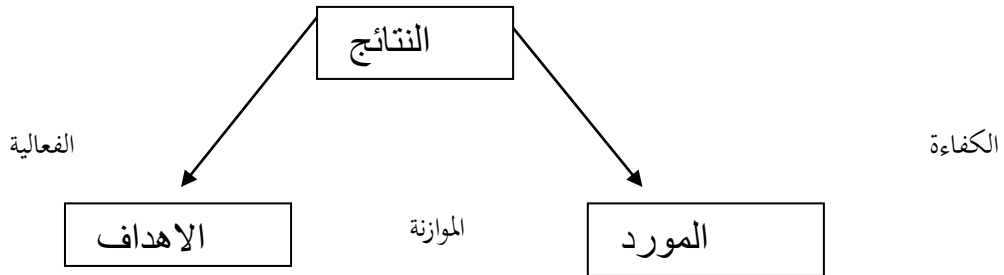 النتائج
الكفاءة
الفعالية
المورد
الموازنة
الاهداف